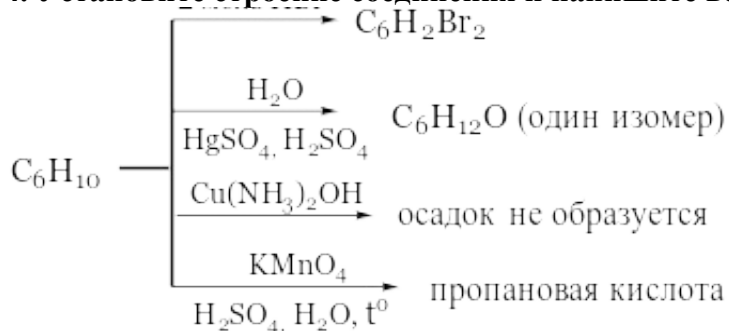 C₆H₂Br₂
H₂O
HgSO₄, H₂SO₄
C₆H₁₂O (один изомер)
C₆H₁₀
Cu(NH₃)₂OH
осадок не образуется
KMnO₄
H₂SO₄, H₂O, t⁰
пропановая кислота